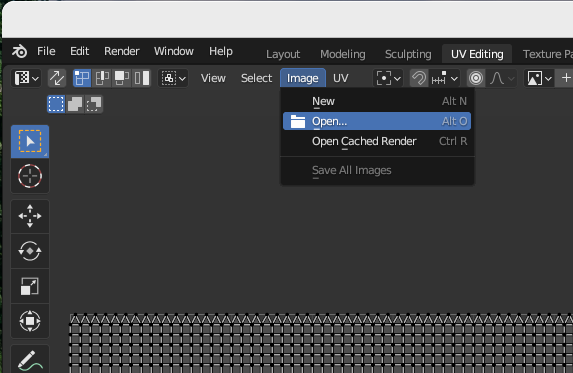 File Edit Render Window Help Layout Modeling Sculpting UV Editing Texture Pa
View Select Image UV
New Alt N
Open... Alt O
Open Cached Render Ctrl R
Save All Images